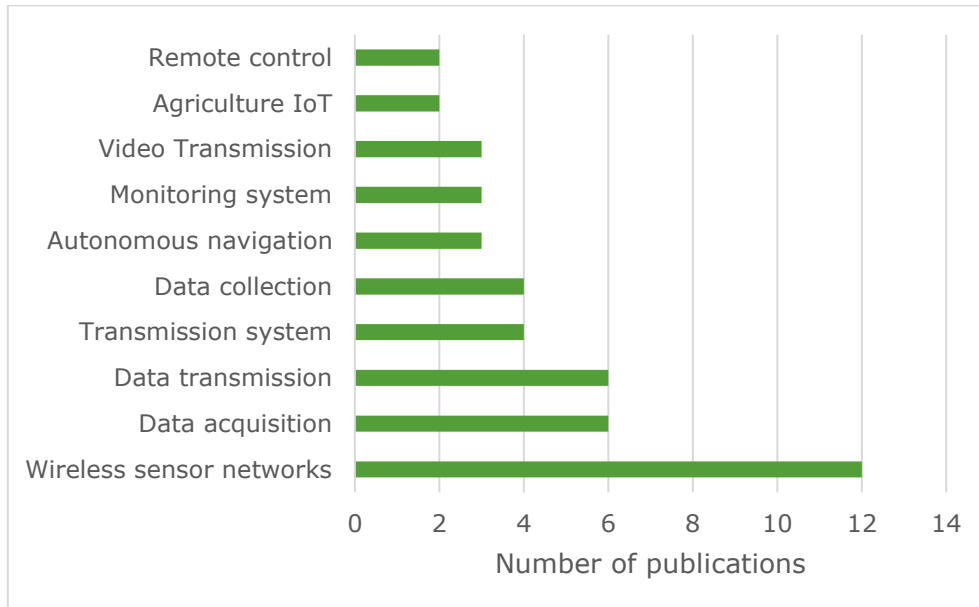 Remote control
Agriculture IoT
Video Transmission
Monitoring system
Autonomous navigation
Data collection
Transmission system
Data transmission
Data acquisition
Wireless sensor networks
0 2 4 6 8 10 12 14
Number of publications